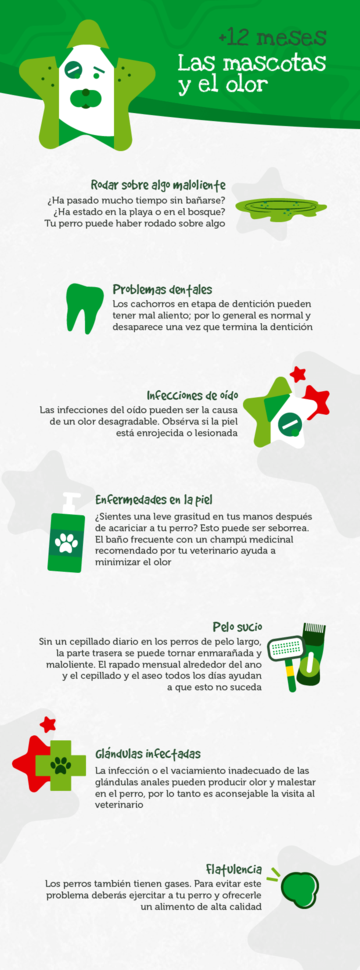 +12 meses
Las mascotas
y el olor
Rodar sobre algo maloliente
¿Ha pasado mucho tiempo sin bañarse?
¿Ha estado en la playa o en el bosque?
Tu perro puede haber rodado sobre algo
Problemas dentales
Los cachorros en etapa de dentición pueden
tener mal aliento; por lo general es normal y
desaparece una vez que termina la dentición
Infecciones de oído
Las infecciones del oído pueden ser la causa
de un olor desagradable. Obsérva si la piel
está enrojecida o lesionada
Enfermedades en la piel
¿Sientes una leve grasitud en tus manos después
de acariciar a tu perro? Esto puede ser seborrea.
El baño frecuente con un champú medicinal
recomendado por tu veterinario ayuda a
minimizar el olor
Pelo sucio
Sin un cepillado diario en los perros de pelo largo,
la parte trasera se puede tornar enmarañada y
maloliente. El rapado mensual alrededor del ano
y el cepillado y el aseo todos los días ayudan
a que esto no suceda
Glándulas infectadas
La infección o el vaciamiento inadecuado de las
glándulas anales pueden producir olor y malestar
en el perro, por lo tanto es aconsejable la visita al
veterinario
Flatulencia
Los perros también tienen gases. Para evitar este
problema deberás ejercitar a tu perro y ofrecerle
un alimento de alta calidad